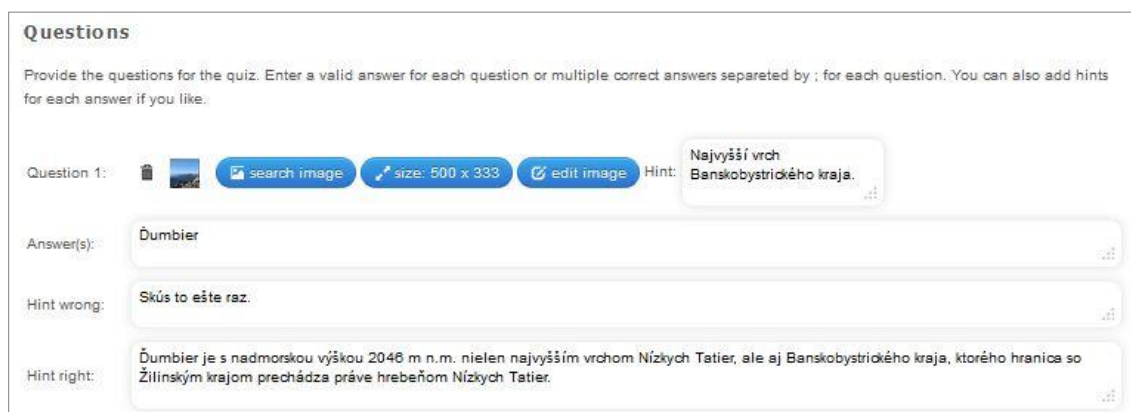 Questions
Provide the questions for the quiz. Enter a valid answer for each question or multiple correct answers separeted by ; for each question. You can also add hints
for each answer if you like.
Question 1:
search image
size: 500 x 333
edit image
Hint:
Najvyšší vrch
Banskobystrického kraja.
Answer(s):
Ďumbier
Hint wrong:
Skús to ešte raz.
Hint right:
Ďumbier je s nadmorskou výškou 2046 m n.m. nielen najvyšším vrchom Nízkych Tatier, ale aj Banskobystrického kraja, ktorého hranica so
Žilinským krajom prechádza práve hrebeňom Nízkych Tatier.